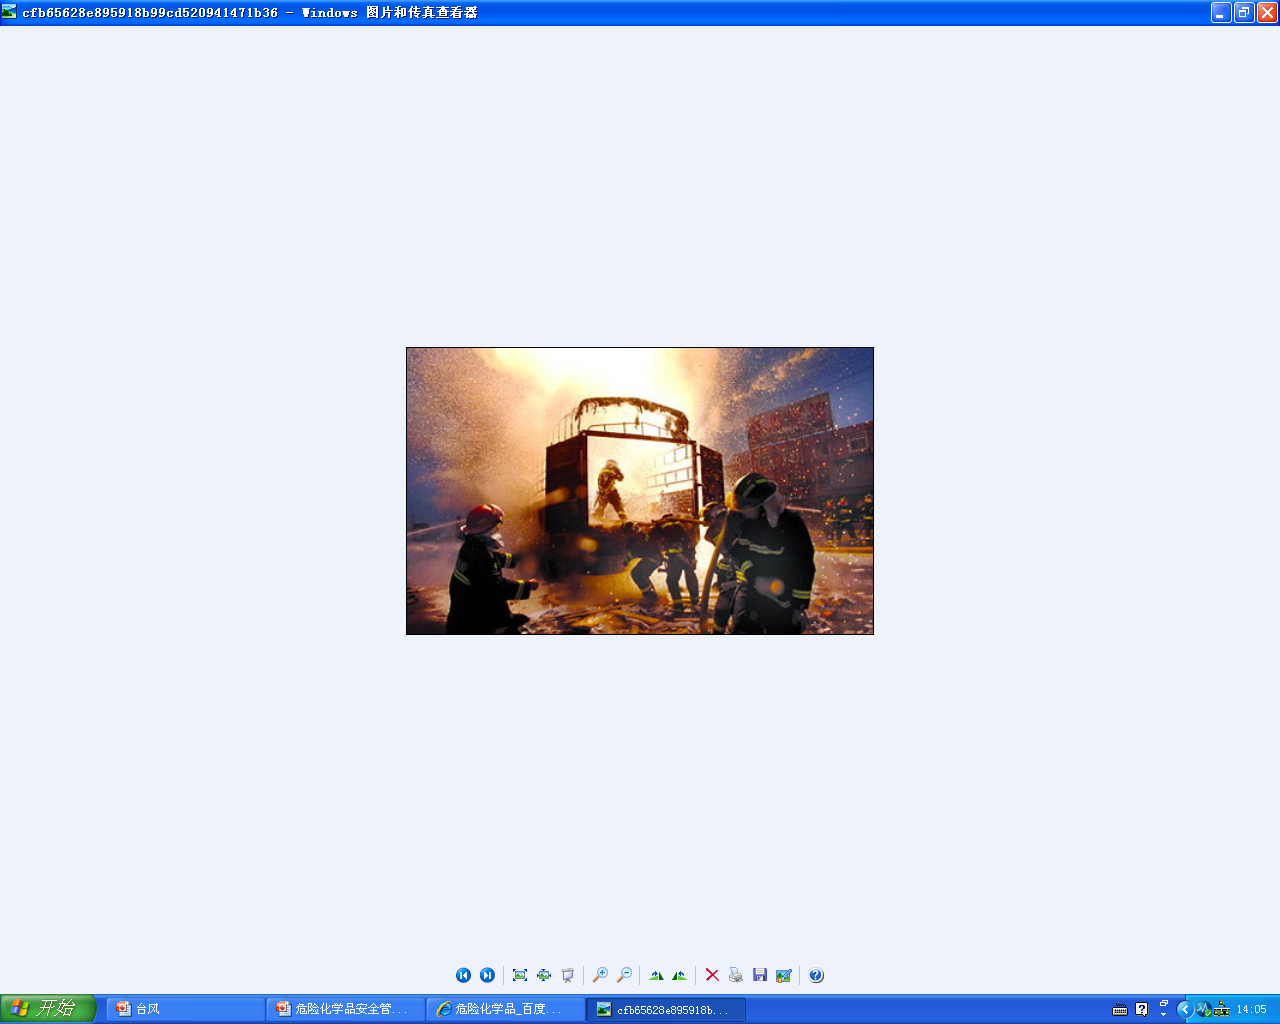 cfb65628e895918b99cd520941471b36 - Windows 图片和传真查看器
开始
台风
危险化学品安全管...
危险化学品_百度...
cfb65628e895918b...
14:05